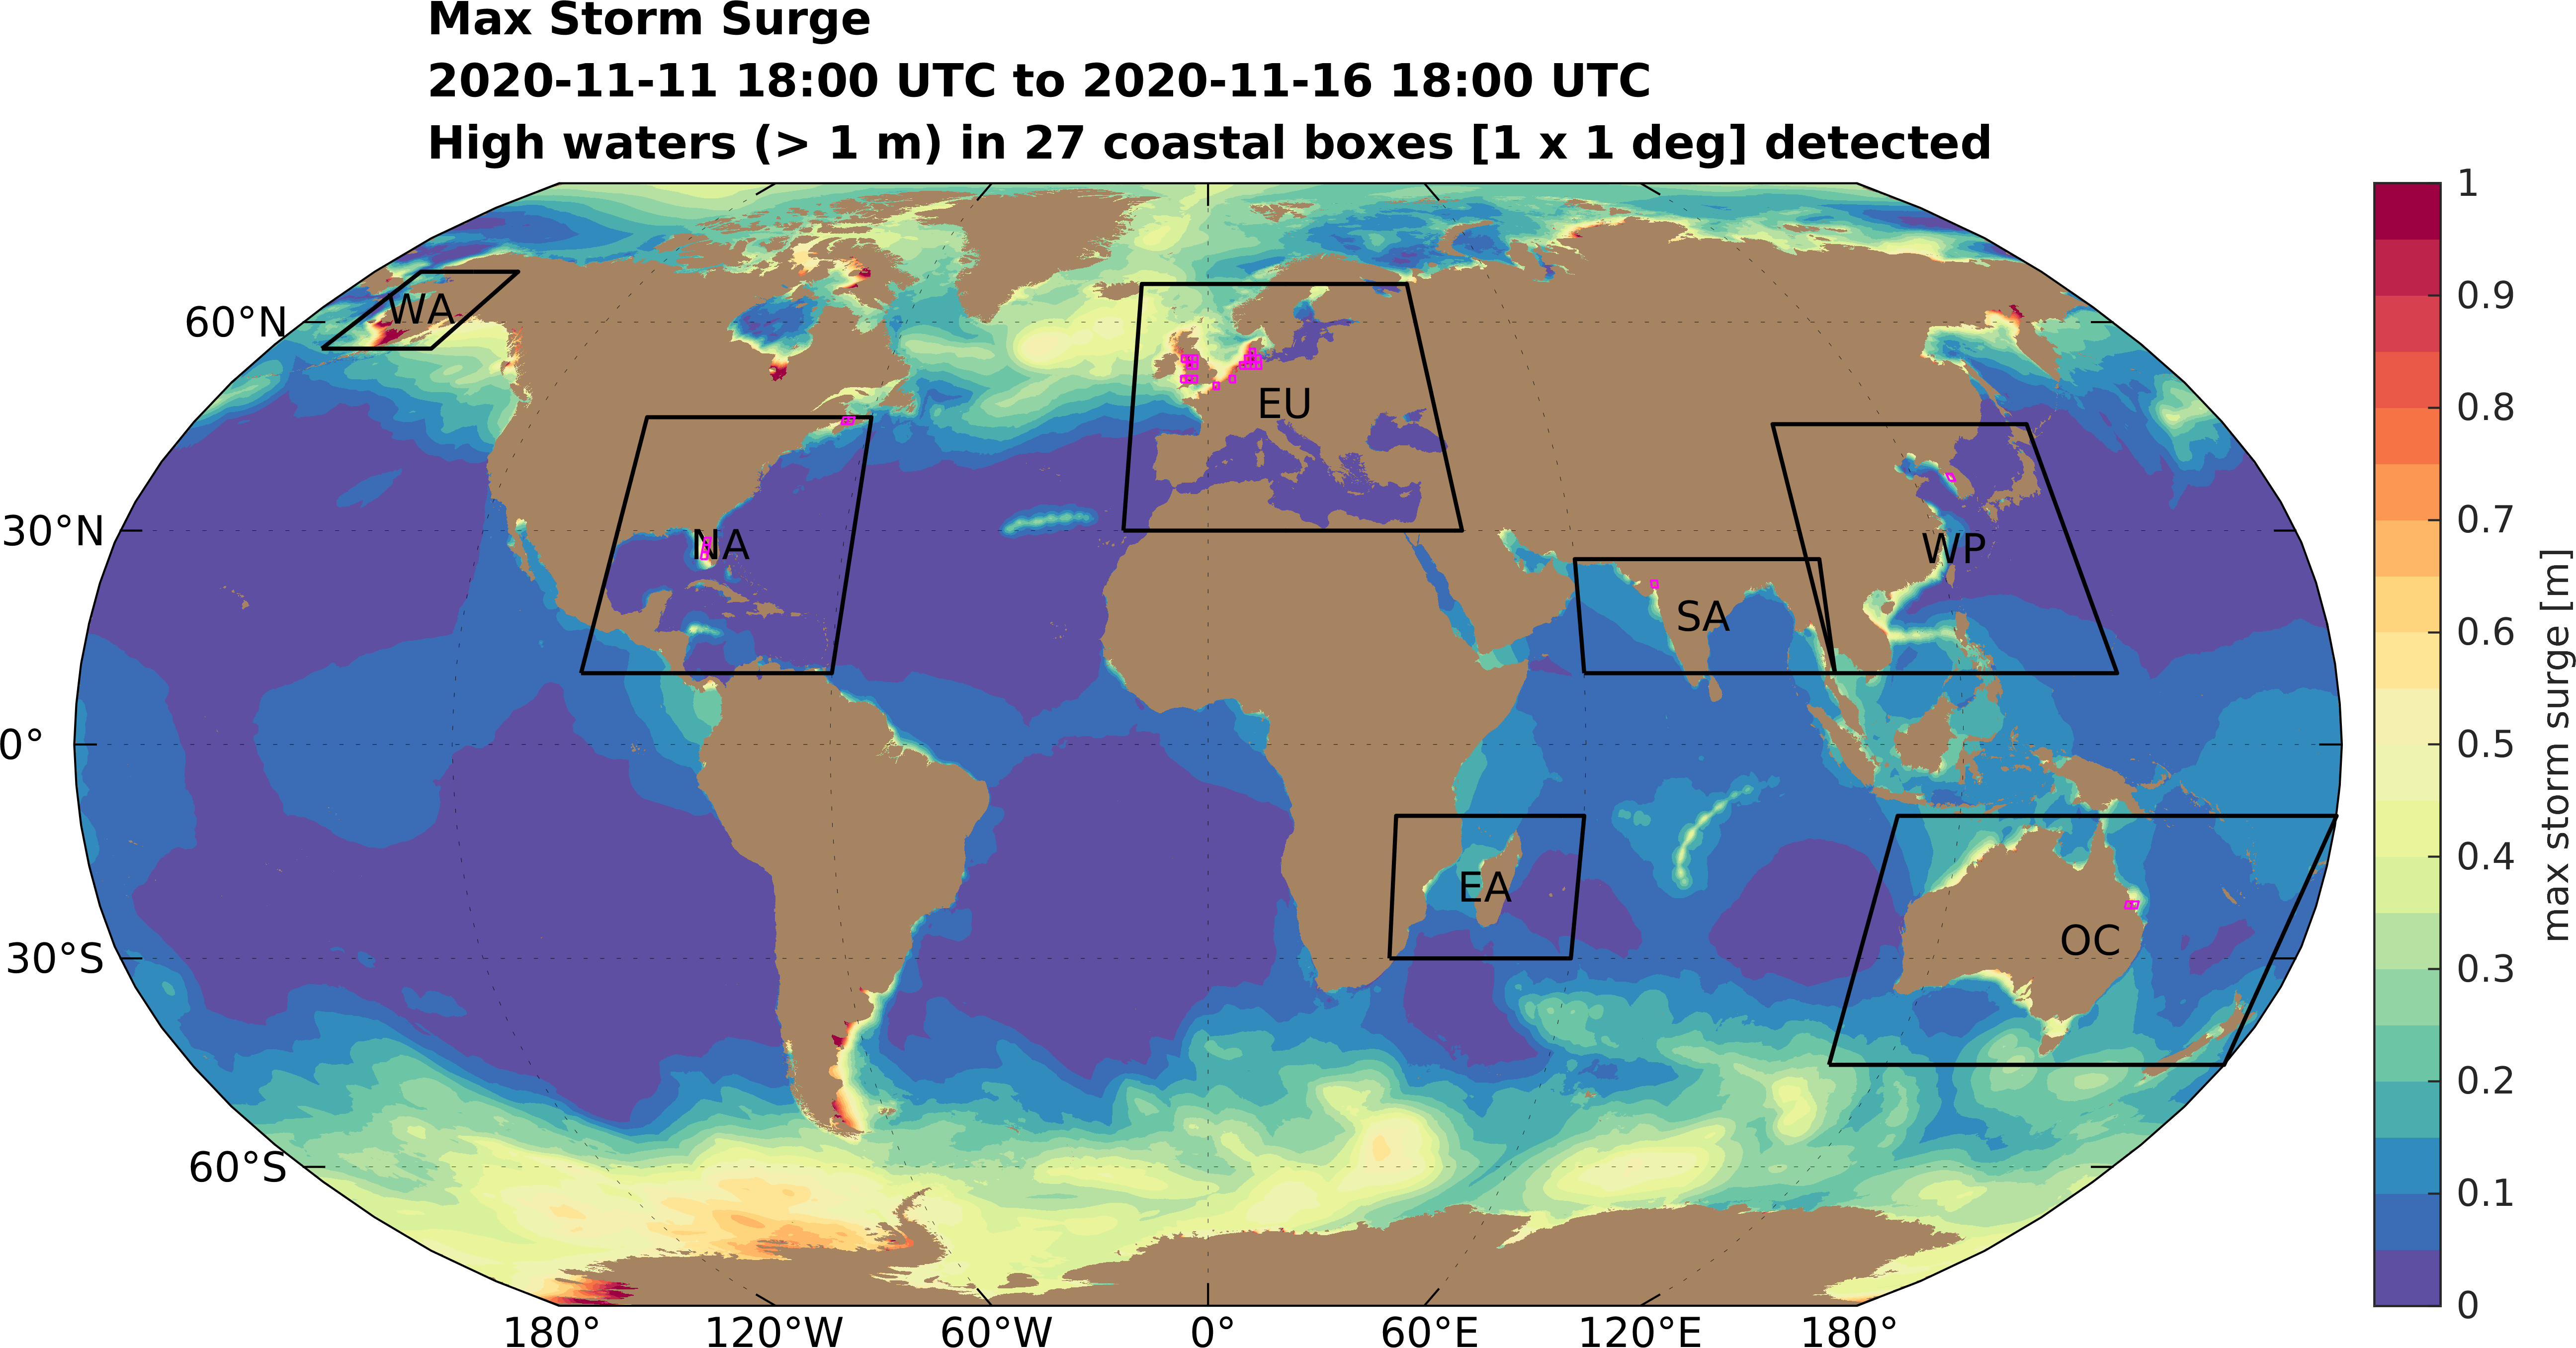 Max Storm Surge
2020-11-11 18:00 UTC to 2020-11-16 18:00 UTC
High waters (> 1 m) in 27 coastal boxes [1 x 1 deg] detected
60°N
30°N
0°
30°S
60°S
WA
NA
EU
SA
WP
EA
OC
180°
120°W
60°W
0°
60°E
120°E
180°
1
0.9
0.8
0.7
0.6
0.5
0.4
0.3
0.2
0.1
0
max storm surge [m]